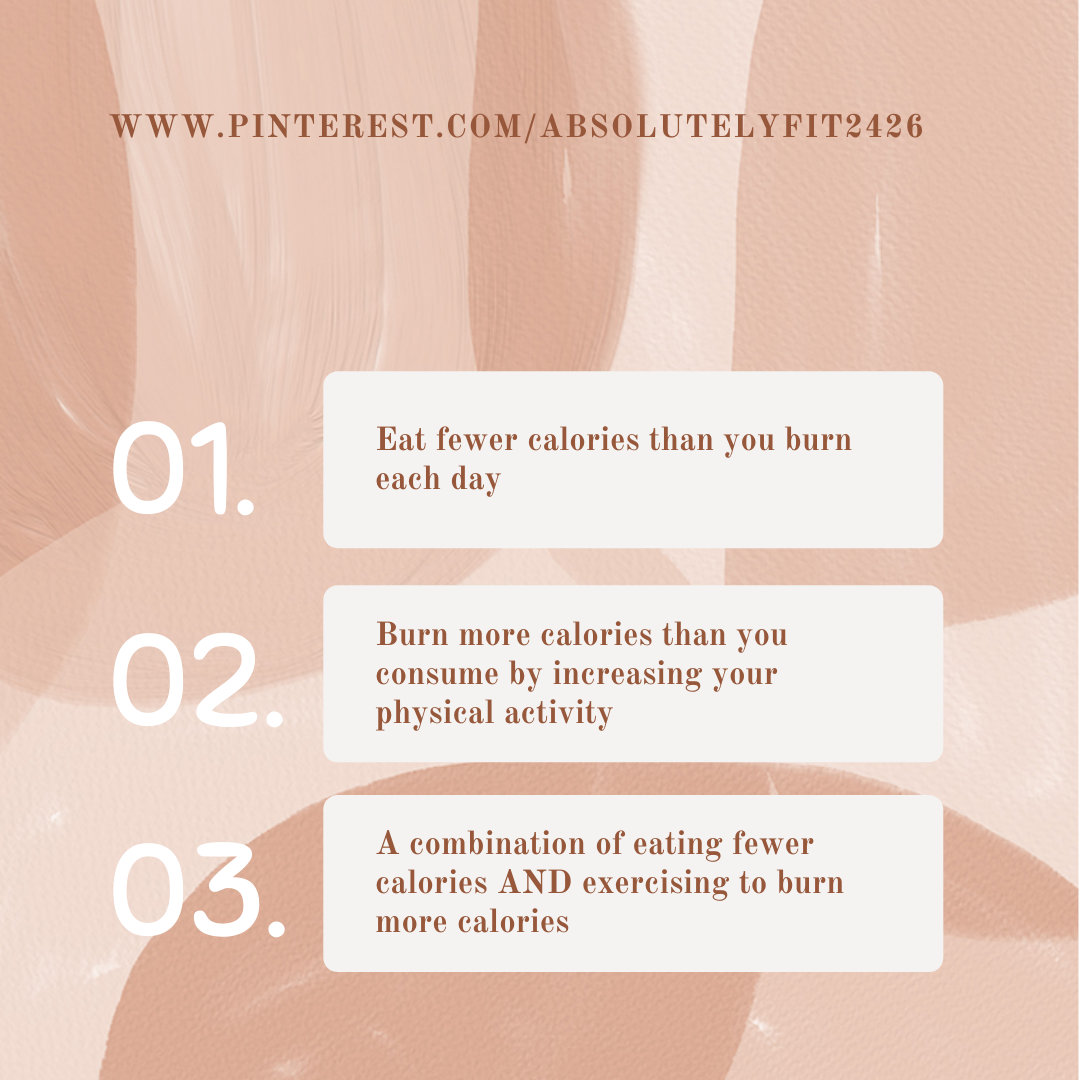 WWW.PINTEREST.COM/ABSOLUTELYFIT2426
01.
Eat fewer calories than you burn
each day
02.
Burn more calories than you
consume by increasing your
physical activity
03.
A combination of eating fewer
calories AND exercising to burn
more calories